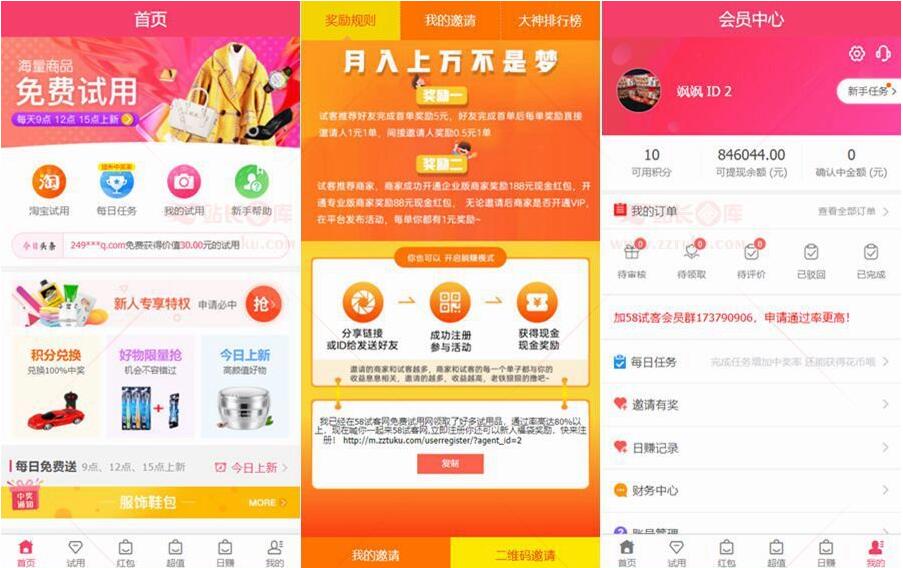 首页
海量商品
免费试用
每天9点 12点 15点上新
淘宝试用
每日任务
我的试用
新手帮助
今日头条
249***q.com免费获得价值30.00元的试用
新人专享特权
申请必中
抢
积分兑换
兑换100%中奖
好物限量抢
机会不容错过
今日上新
高颜值好物
每日免费送
9点、12点、15点上新
今日上新
中奖
通知
服饰鞋包
MORE
首页
试用
红包
超值
日赚
我的
奖励规则
我的邀请
大神排行榜
月入上万不是梦
奖励一
试客推荐好友完成首单奖励5元，好友完成首单后每单奖励直接
邀请人1元1单，间接邀请人奖励0.5元1单
奖励二
试客推荐商家，商家成功开通企业版商家奖励188元现金红包，开
通专业版商家奖励88元现金红包， 无论邀请后商家是否开通VIP，
在平台发布活动，每单你都有1元奖励~
你也可以 开启躺赚模式
分享链接
或ID给发送好友
成功注册
参与活动
获得现金
现金奖励
邀请的商家和试客越多，商家和试客的每一个单子都与你的
收益息息相关，邀请的越多，收益越高，老铁狠狠的撸吧~
我已经在58试客网免费试用网领取了好多试用品，通过率高达80%以
上，现在喊你一起来58试客网,立即注册你还可以新人福袋奖励，快来注
册！ http://m.zztuku.com/userregister/?agent_id=2
复制
我的邀请
二维码邀请
会员中心
飒飒 ID 2
新手任务
10
可用积分
846044.00
可提现余额 (元)
0
确认中金额 (元)
我的订单
查看全部订单
0
待审核
0
待领取
0
待评价
已驳回
已完成
加58试客会员群173790906，申请通过率更高！
每日任务
完成任务增加中奖率 还能获得花币哦
邀请有奖
日赚记录
财务中心
账号管理
首页
试用
红包
超值
日赚
我的